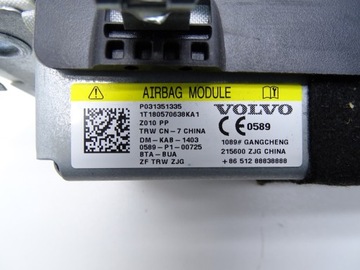 AIRBAG MODULE
P031351335
1T180570638KA1
Z010 PP
TRW CN-7 CHINA
DM-KAB-1403
0589-P1-00725
8TA-8UA
ZF TRW ZJG
VOLVO
CE 0589
1089# GANGCHENG
215600 ZJG CHINA
+86 512 88838888